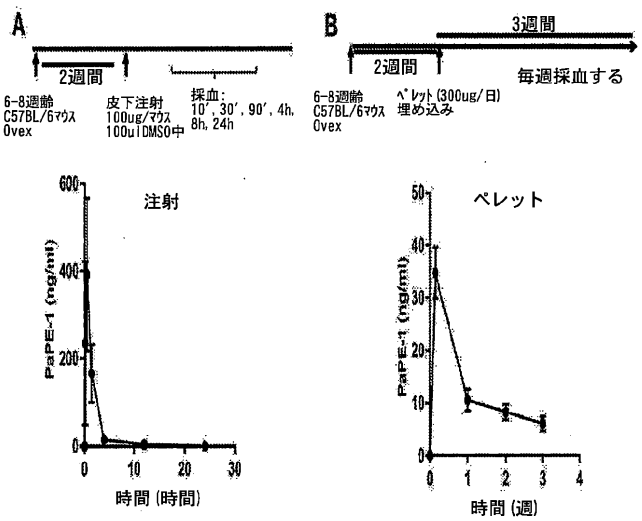 A
2週間
6-8週齢
C57BL/6マウス
Ovex
皮下注射
100ug/マウス
100ulDMSO中
採血:
10', 30', 90', 4h,
8h, 24h
注射
PaPE-1 (ng/ml)
600
400
200
0
0
10
20
30
時間 (時間)
B
3週間
2週間
毎週採血する
6-8週齢
C57BL/6マウス
Ovex
ペレット(300ug/日)
埋め込み
ペレット
PaPE-1 (ng/ml)
50
40
30
20
10
0
0
1
2
3
4
時間 (週)